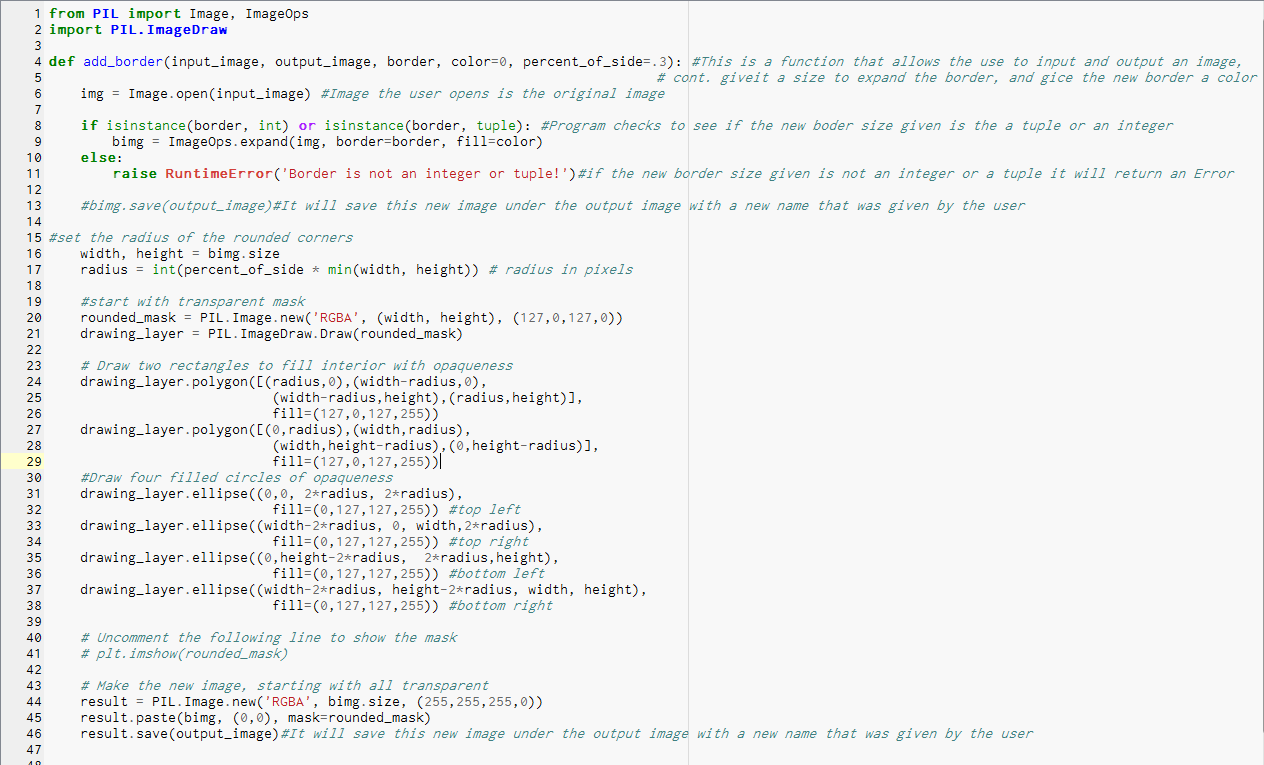 1 from PIL import Image, ImageOps
2 import PIL.ImageDraw
3
4 def add_border(input_image, output_image, border, color=0, percent_of_side=.3): #This is a function that allows the use to input and output an image,
5 # cont. giveit a size to expand the border, and gice the new border a color
6 img = Image.open(input_image) #Image the user opens is the original image
7
8 if isinstance(border, int) or isinstance(border, tuple): #Program checks to see if the new boder size given is the a tuple or an integer
9 bimg = ImageOps.expand(img, border=border, fill=color)
10 else:
11 raise RuntimeError('Border is not an integer or tuple!')#if the new border size given is not an integer or a tuple it will return an Error
12
13 #bimg.save(output_image)#It will save this new image under the output image with a new name that was given by the user
14
15 #set the radius of the rounded corners
16 width, height = bimg.size
17 radius = int(percent_of_side * min(width, height)) # radius in pixels
18
19 #start with transparent mask
20 rounded_mask = PIL.Image.new('RGBA', (width, height), (127,0,127,0))
21 drawing_layer = PIL.ImageDraw.Draw(rounded_mask)
22
23 # Draw two rectangles to fill interior with opaqueness
24 drawing_layer.polygon([(radius,0),(width-radius,0),
25 (width-radius,height),(radius,height)],
26 fill=(127,0,127,255))
27 drawing_layer.polygon([(0,radius),(width,radius),
28 (width,height-radius),(0,height-radius)],
29 fill=(127,0,127,255))
30 #Draw four filled circles of opaqueness
31 drawing_layer.ellipse((0,0, 2*radius, 2*radius),
32 fill=(0,127,127,255)) #top left
33 drawing_layer.ellipse((width-2*radius, 0, width,2*radius),
34 fill=(0,127,127,255)) #top right
35 drawing_layer.ellipse((0,height-2*radius,  2*radius,height),
36 fill=(0,127,127,255)) #bottom left
37 drawing_layer.ellipse((width-2*radius, height-2*radius, width, height),
38 fill=(0,127,127,255)) #bottom right
39
40 # Uncomment the following line to show the mask
41 # plt.imshow(rounded_mask)
42
43 # Make the new image, starting with all transparent
44 result = PIL.Image.new('RGBA', bimg.size, (255,255,255,0))
45 result.paste(bimg, (0,0), mask=rounded_mask)
46 result.save(output_image)#It will save this new image under the output image with a new name that was given by the user
47
48